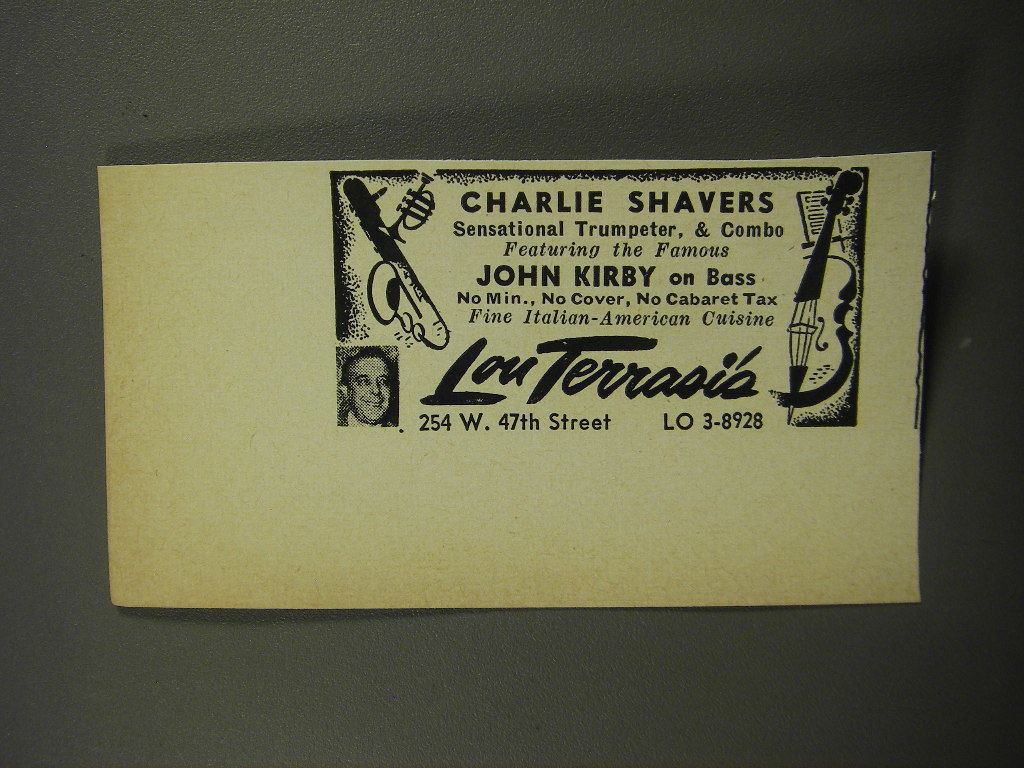 CHARLIE SHAVERS
Sensational Trumpeter, & Combo
Featuring the Famous
JOHN KIRBY on Bass
No Min., No Cover, No Cabaret Tax
Fine Italian-American Cuisine
Lou Terrasi's
254 W. 47th Street LO 3-8928